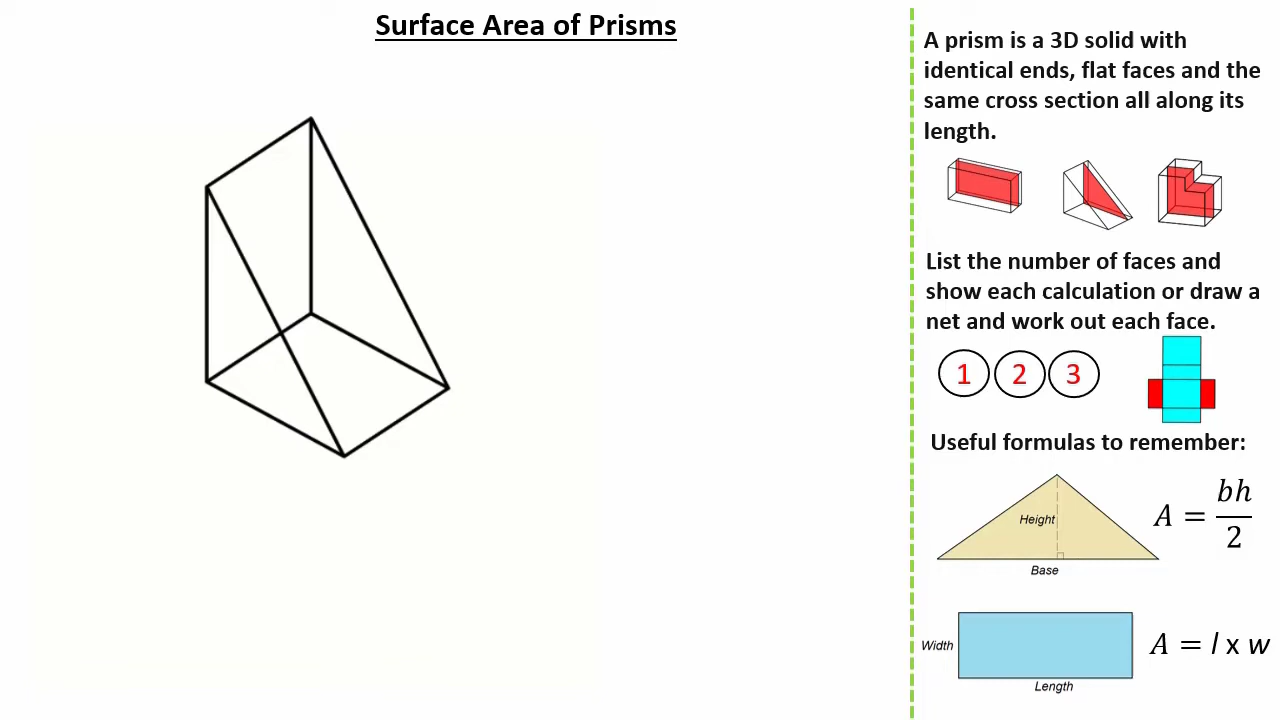 Surface Area of Prisms
A prism is a 3D solid with
identical ends, flat faces and the
same cross section all along its
length.
List the number of faces and
show each calculation or draw a
net and work out each face.
1 2 3
Useful formulas to remember:
Height
Base
A = bh/2
Width
Length
A = l x w